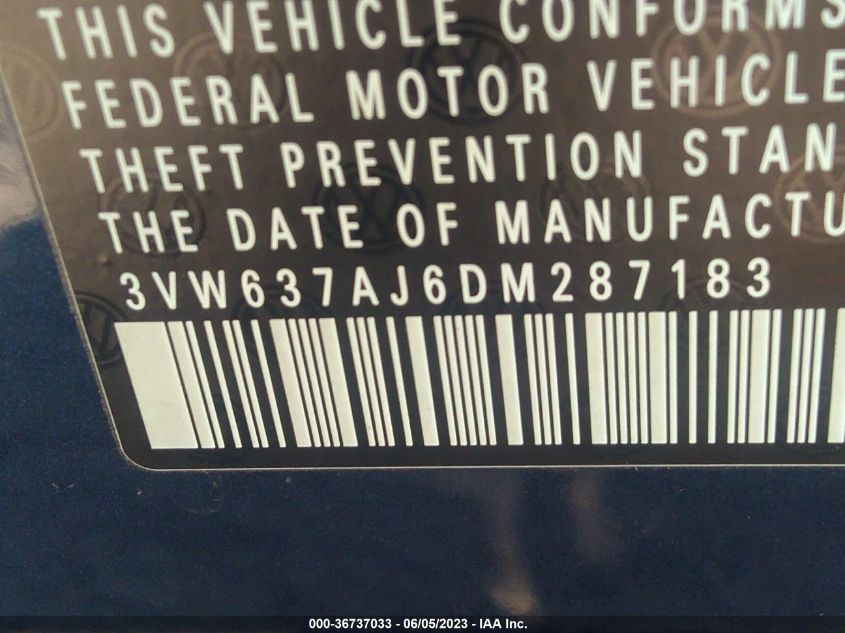 THIS VEHICLE CONFORMS
FEDERAL MOTOR VEHICLE
THEFT PREVENTION STAN
THE DATE OF MANUFACTU
3VW637AJ6DM287183
000-36737033 - 06/05/2023 - IAA Inc.